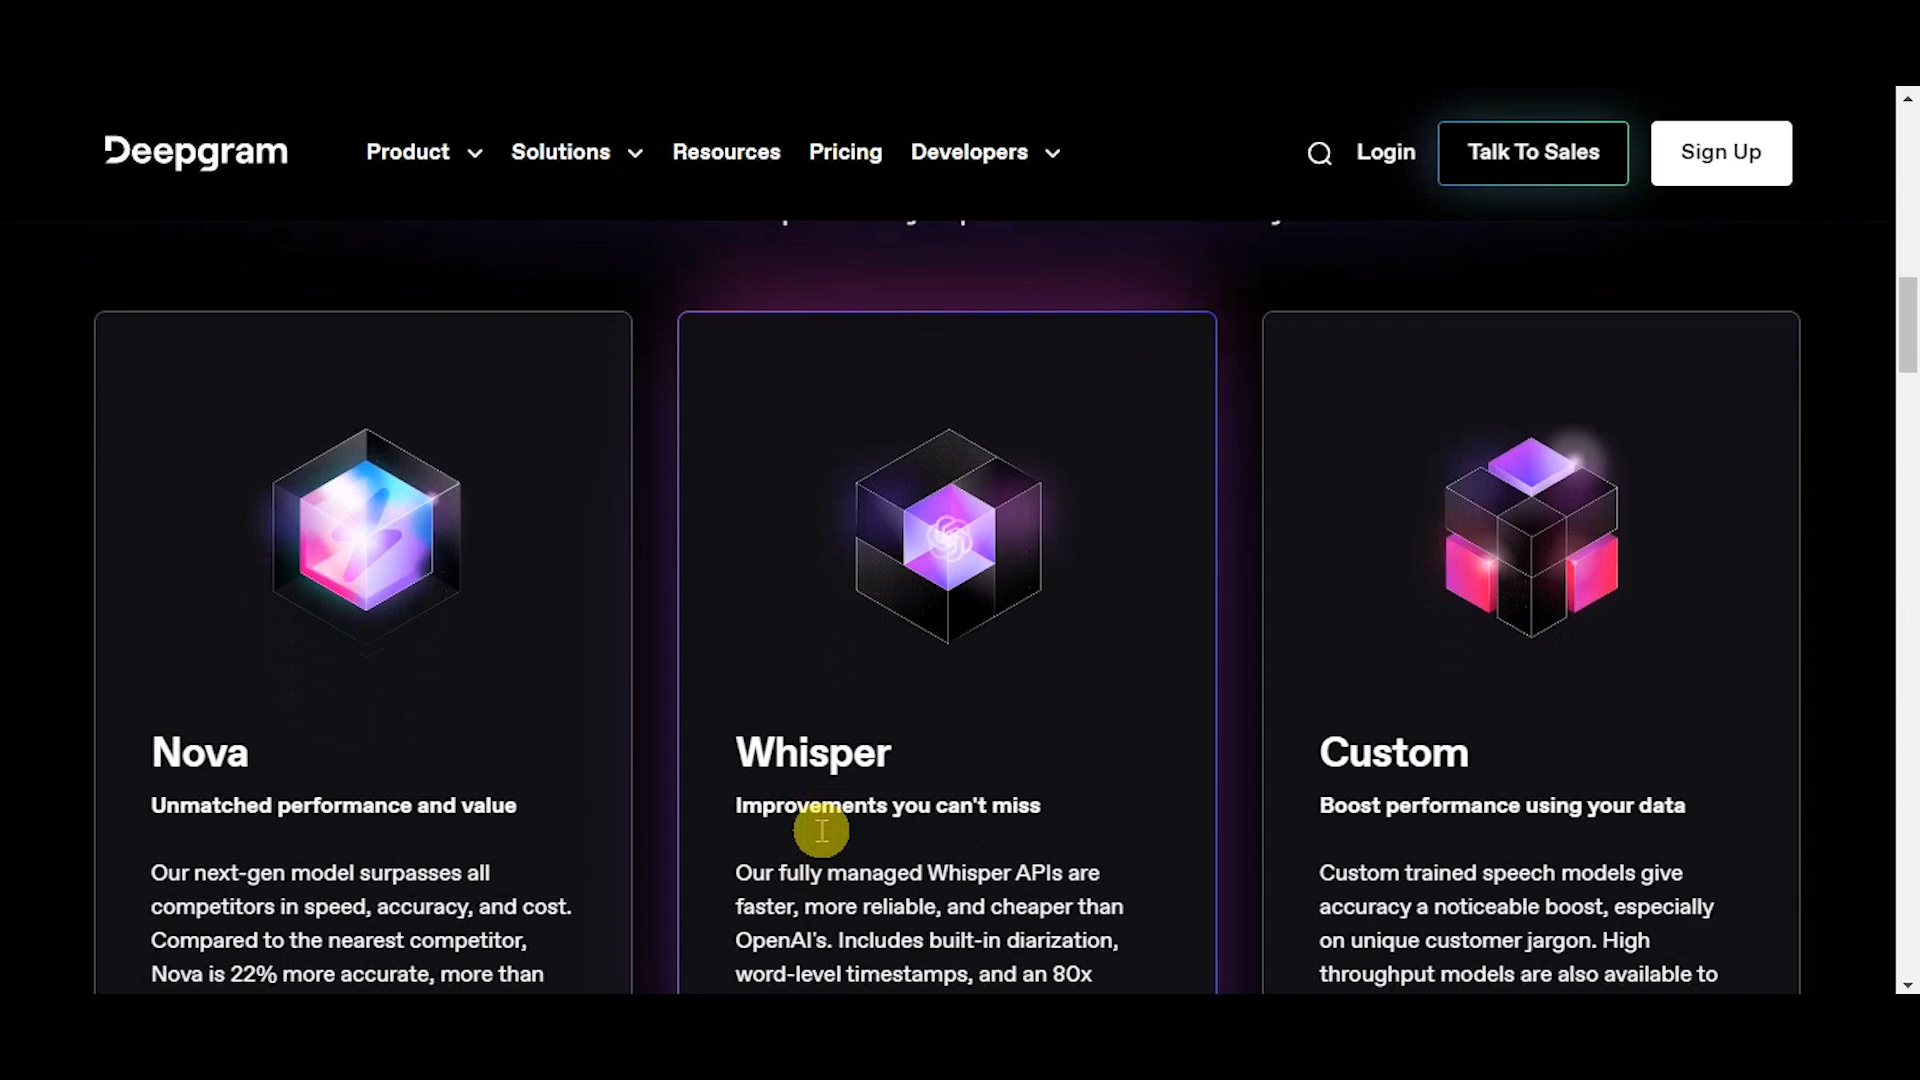 Deepgram Product Solutions Resources Pricing Developers Login Talk To Sales Sign Up
Nova
Unmatched performance and value
Our next-gen model surpasses all
competitors in speed, accuracy, and cost.
Compared to the nearest competitor,
Nova is 22% more accurate, more than
Whisper
Improvements you can't miss
Our fully managed Whisper APIs are
faster, more reliable, and cheaper than
OpenAI's. Includes built-in diarization,
word-level timestamps, and an 80x
Custom
Boost performance using your data
Custom trained speech models give
accuracy a noticeable boost, especially
on unique customer jargon. High
throughput models are also available to